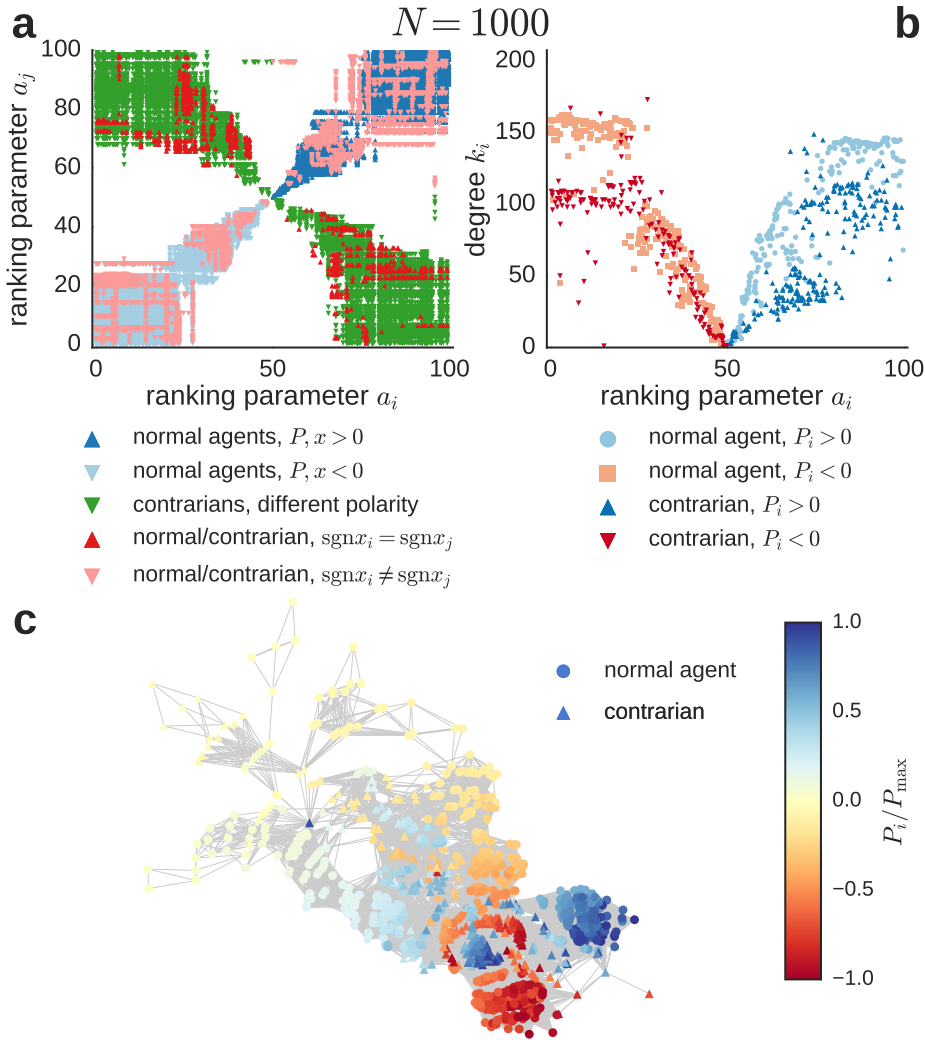 a
N = 1000
b
ranking parameter a_j
100
80
60
40
20
0
0
50
100
ranking parameter a_i
degree k_i
200
150
100
50
0
0
50
100
ranking parameter a_i
normal agents, P, x > 0
normal agents, P, x < 0
contrarians, different polarity
normal/contrarian, sgnx_i = sgnx_j
normal/contrarian, sgnx_i ≠ sgnx_j
normal agent, P_i > 0
normal agent, P_i < 0
contrarian, P_i > 0
contrarian, P_i < 0
c
normal agent
contrarian
1.0
0.5
0.0
−0.5
−1.0
P_i/P_max